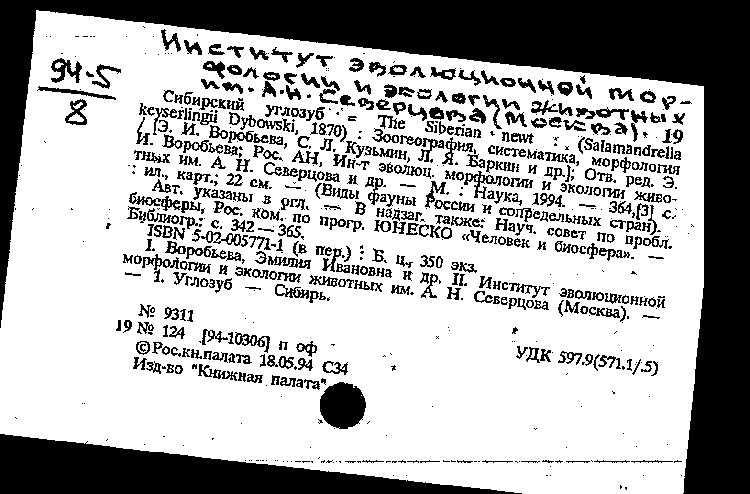 Институт эволюционной мор-
фологии и экологии животных
им. А.Н. Северцова (Москва).
94-5
8
Сибирский углозуб = The Siberian newt : (Salamandrella
19
keyserlingii Dybowski, 1870) : Зоогеография, систематика, морфология
/ [Э. И. Воробьева, С. Л. Кузьмин, Л. Я. Баркин и др.]; Отв. ред. Э.
И. Воробьева; Рос. АН, Ин-т эволюц. морфологии и экологии живо-
тных им. А. Н. Северцова и др. — М. : Наука, 1994. — 364,[3] с.
: ил., карт.; 22 см. — (Виды фауны России и сопредельных стран).
Авт. указаны в огл. — В надзаг. также: Науч. совет по пробл.
биосферы, Рос. ком. по прогр. ЮНЕСКО «Человек и биосфера». —
Библиогр.: с. 342 — 365.
ISBN 5-02-005771-1 (в пер.) : Б. ц., 350 экз.
I. Воробьева, Эмилия Ивановна и др. II. Институт эволюционной
морфологии и экологии животных им. А. Н. Северцова (Москва). —
— 1. Углозуб — Сибирь.
№ 9311
19 № 124 [94-10306] п оф
УДК 597.9(571.1/.5)
©Рос.кн.палата 18.05.94 С34
Изд-во "Книжная палата"